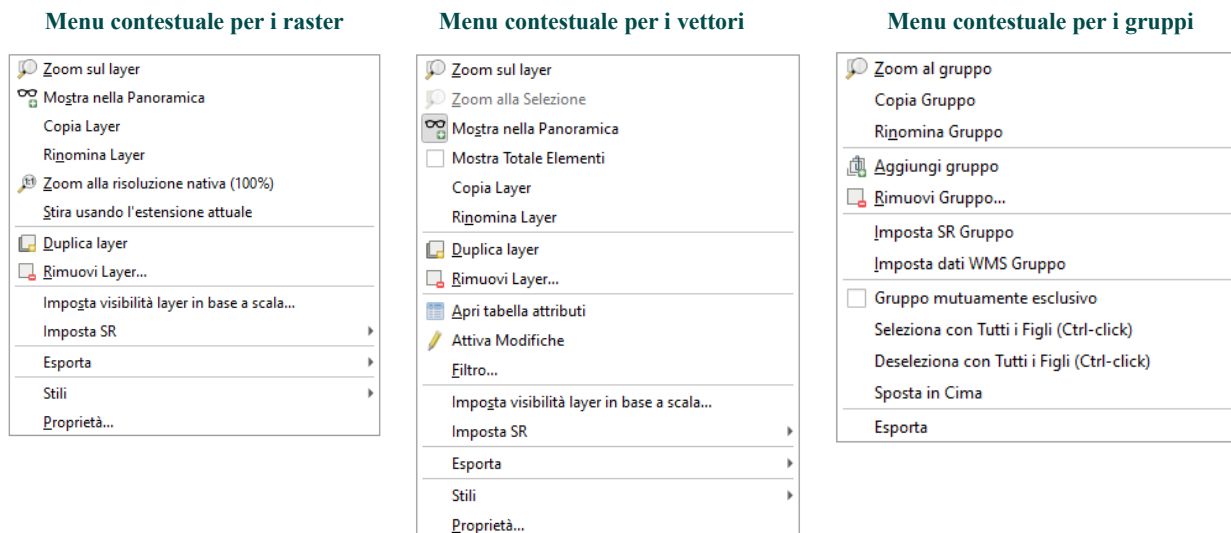 Menu contestuale per i raster
Zoom sul layer
Mostra nella Panoramica
Copia Layer
Rinomina Layer
Zoom alla risoluzione nativa (100%)
Stira usando l'estensione attuale
Duplica layer
Rimuovi Layer...
Imposta visibilità layer in base a scala...
Imposta SR
Esporta
Stili
Proprietà...
Menu contestuale per i vettori
Zoom sul layer
Zoom alla Selezione
Mostra nella Panoramica
Mostra Totale Elementi
Copia Layer
Rinomina Layer
Duplica layer
Rimuovi Layer...
Apri tabella attributi
Attiva Modifiche
Filtro...
Imposta visibilità layer in base a scala...
Imposta SR
Esporta
Stili
Proprietà...
Menu contestuale per i gruppi
Zoom al gruppo
Copia Gruppo
Rinomina Gruppo
Aggiungi gruppo
Rimuovi Gruppo...
Imposta SR Gruppo
Imposta dati WMS Gruppo
Gruppo mutuamente esclusivo
Seleziona con Tutti i Figli (Ctrl-click)
Deseleziona con Tutti i Figli (Ctrl-click)
Sposta in Cima
Esporta